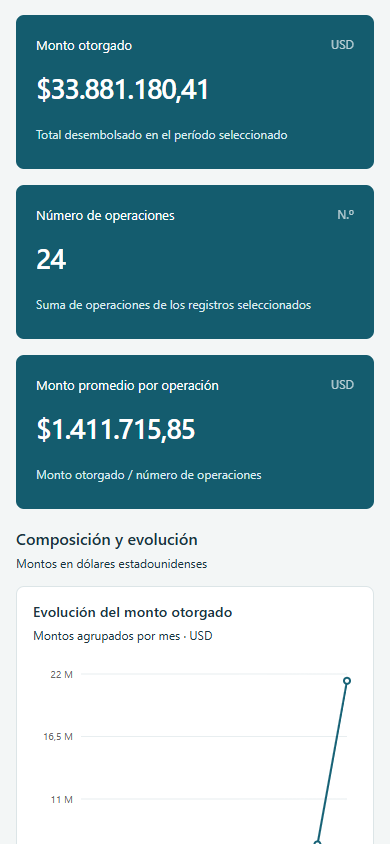 Monto otorgado
USD
$33.881.180,41
Total desembolsado en el período seleccionado
Número de operaciones
N.º
24
Suma de operaciones de los registros seleccionados
Monto promedio por operación
USD
$1.411.715,85
Monto otorgado / número de operaciones
Composición y evolución
Montos en dólares estadounidenses
Evolución del monto otorgado
Montos agrupados por mes · USD
22 M
16,5 M
11 M